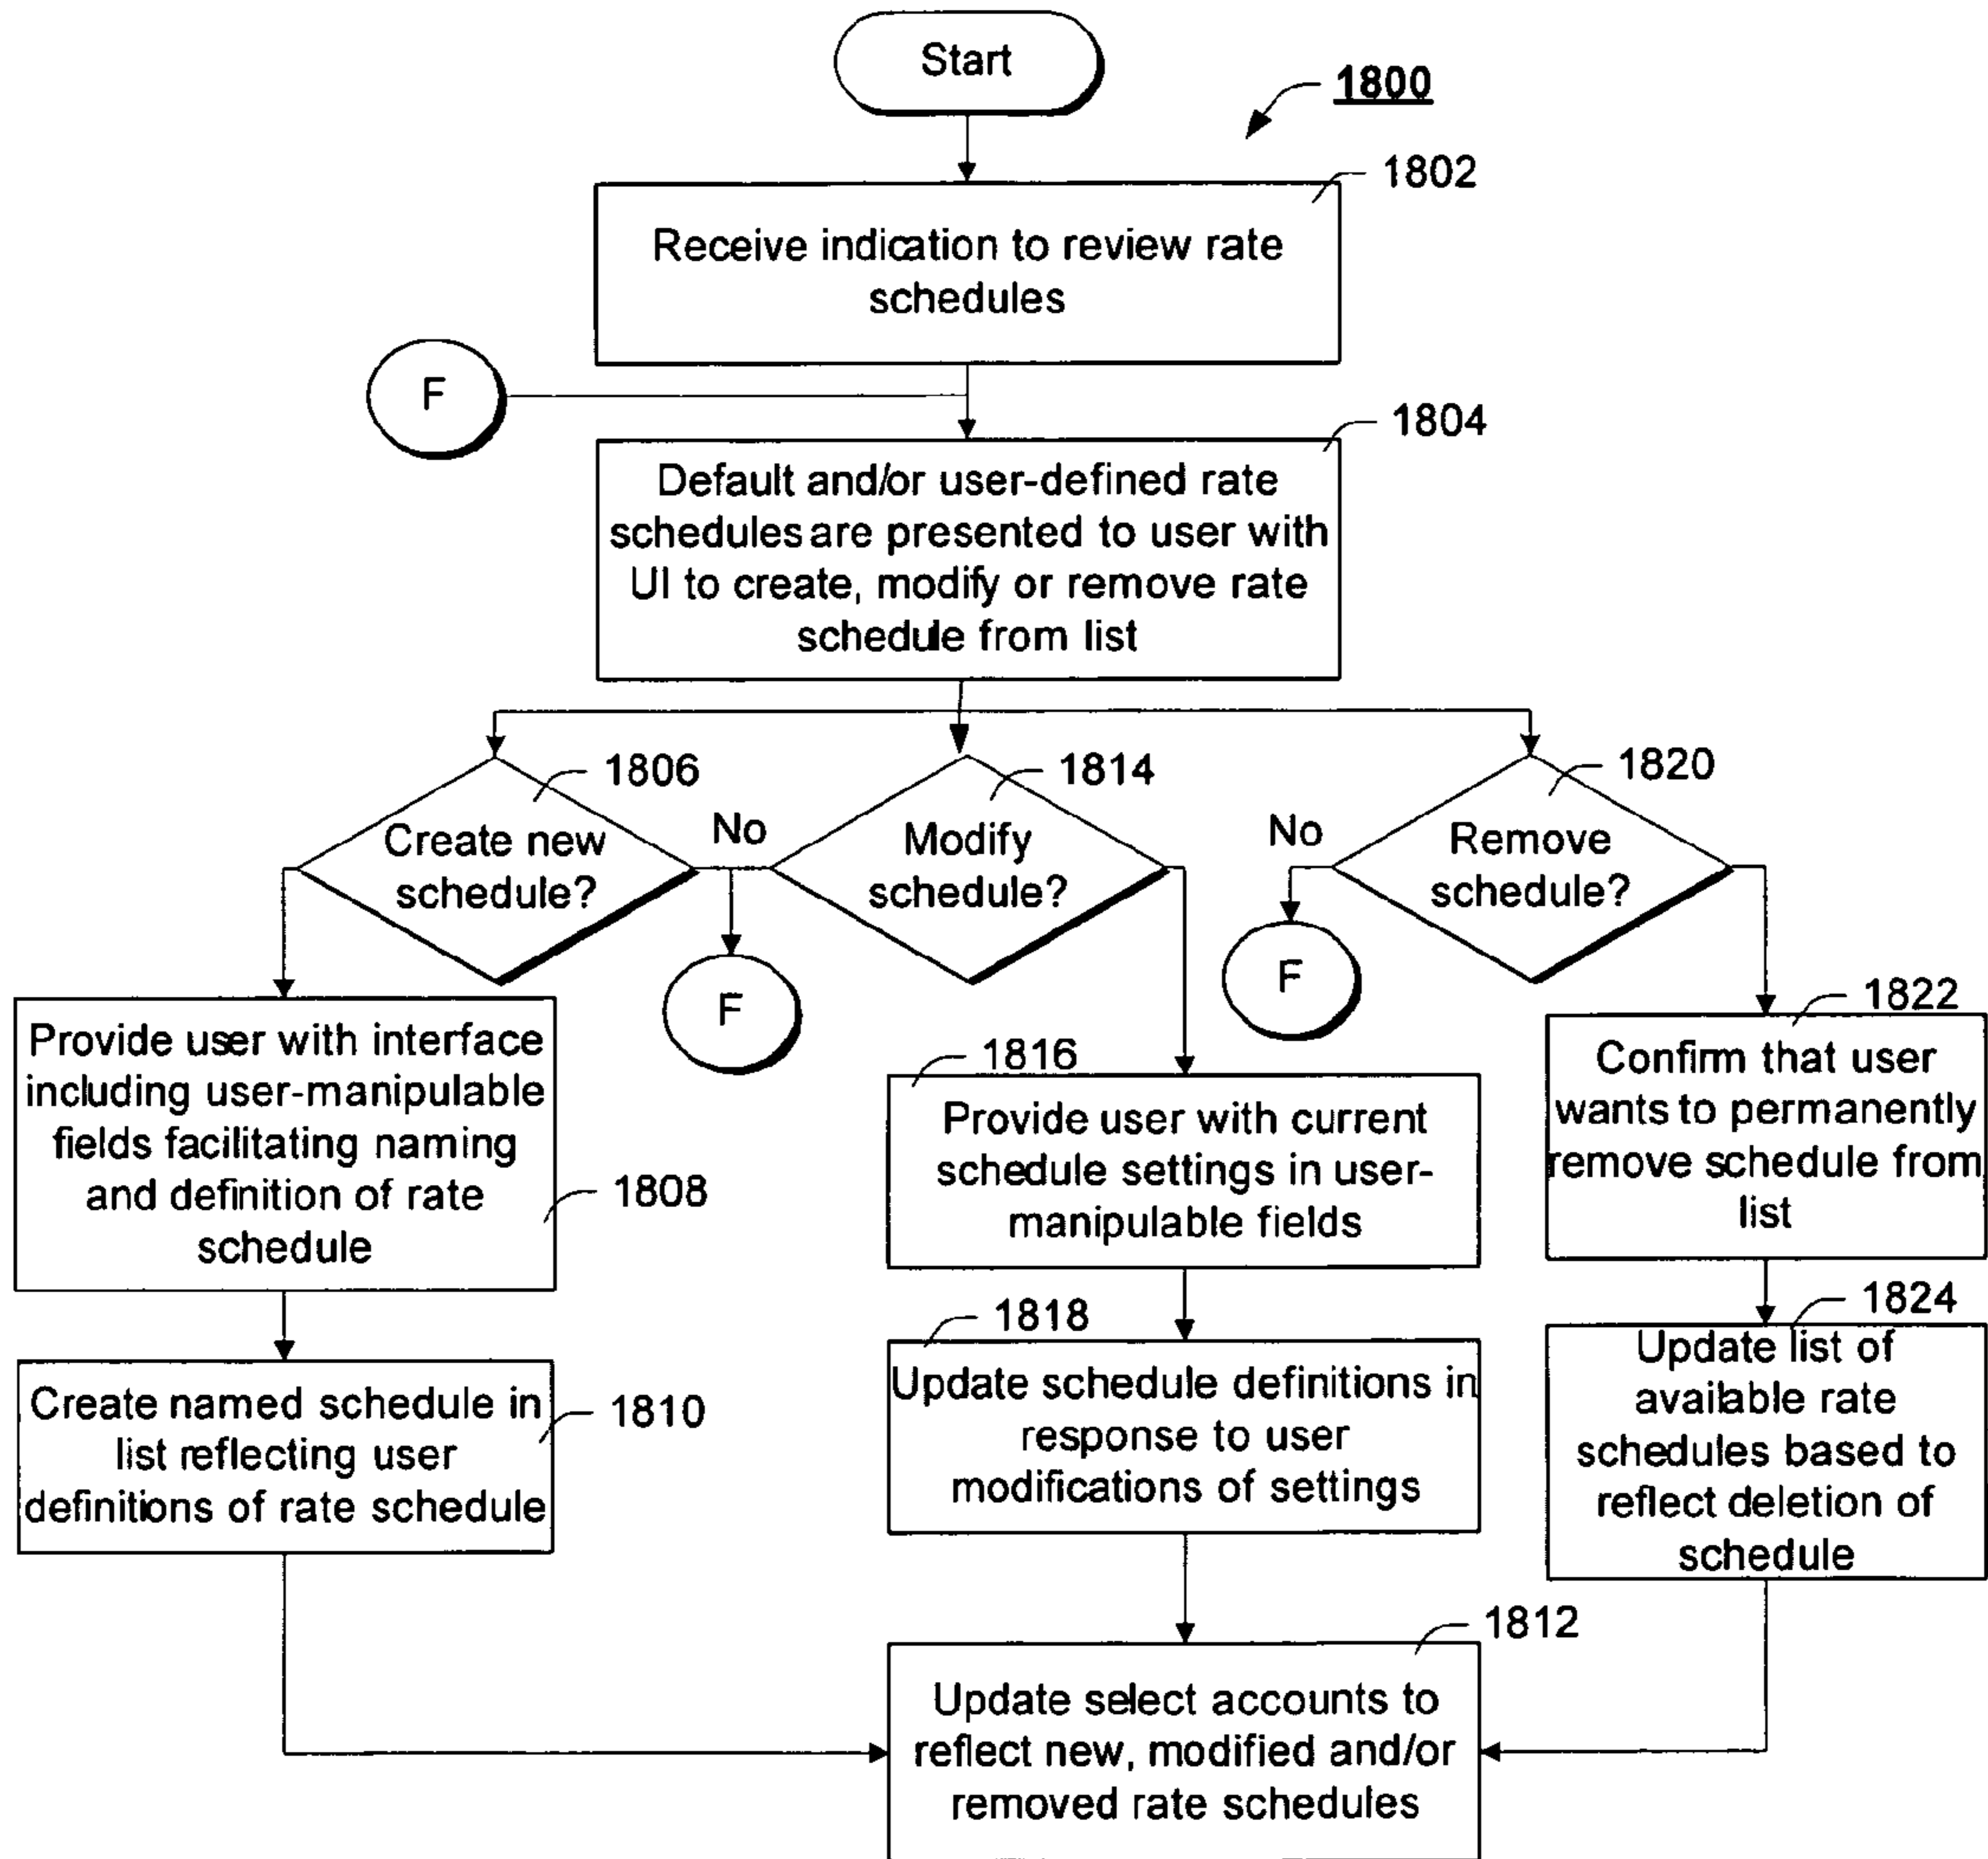 Start
1800
1802
Receive indication to review rate
schedules
F
1804
Default and/or user-defined rate
schedules are presented to user with
UI to create, modify or remove rate
schedule from list
1806
Create new
schedule?
No
1814
Modify
schedule?
No
1820
Remove
schedule?
F
F
Provide user with interface
including user-manipulable
fields facilitating naming
and definition of rate
schedule
1808
1816
Provide user with current
schedule settings in user-
manipulable fields
1822
Confirm that user
wants to permanently
remove schedule from
list
Create named schedule in
list reflecting user
definitions of rate schedule
1810
1818
Update schedule definitions in
response to user
modifications of settings
1824
Update list of
available rate
schedules based to
reflect deletion of
schedule
1812
Update select accounts to
reflect new, modified and/or
removed rate schedules